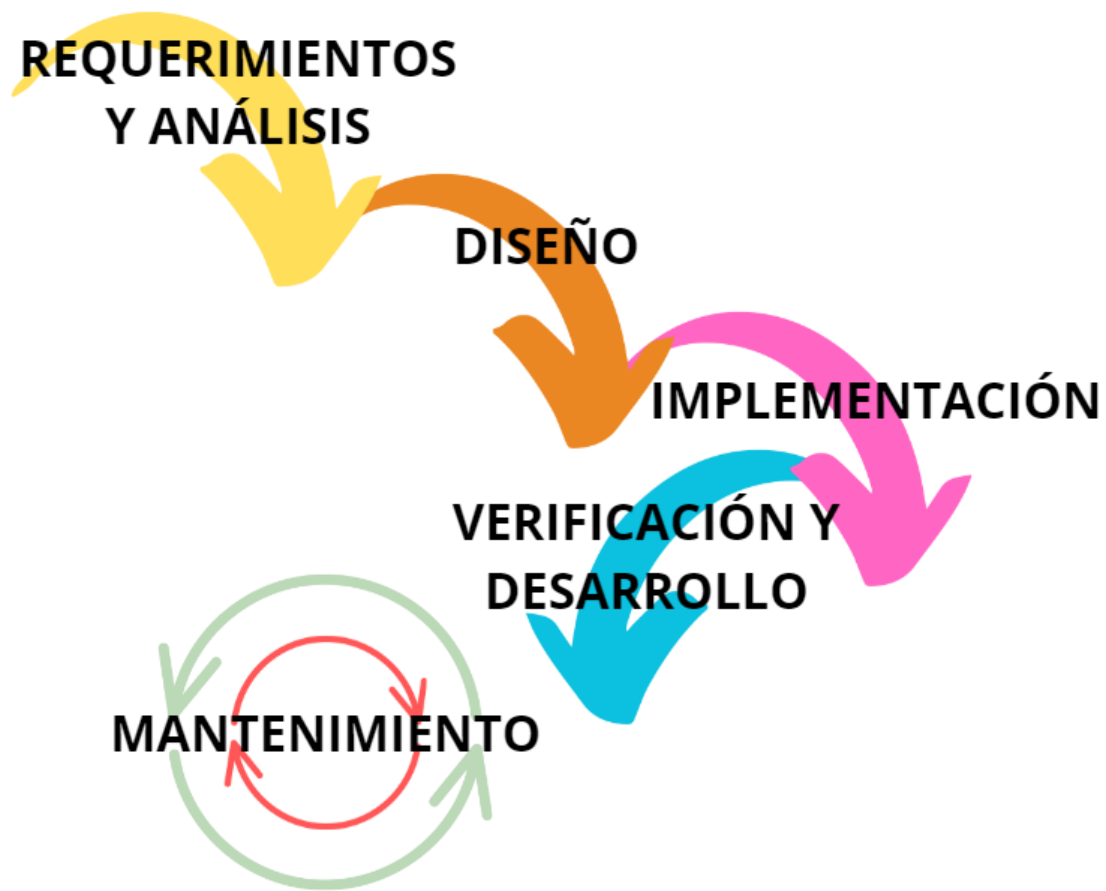 REQUERIMIENTOS
Y ANÁLISIS
DISEÑO
IMPLEMENTACIÓN
VERIFICACIÓN Y
DESARROLLO
MANTENIMIENTO